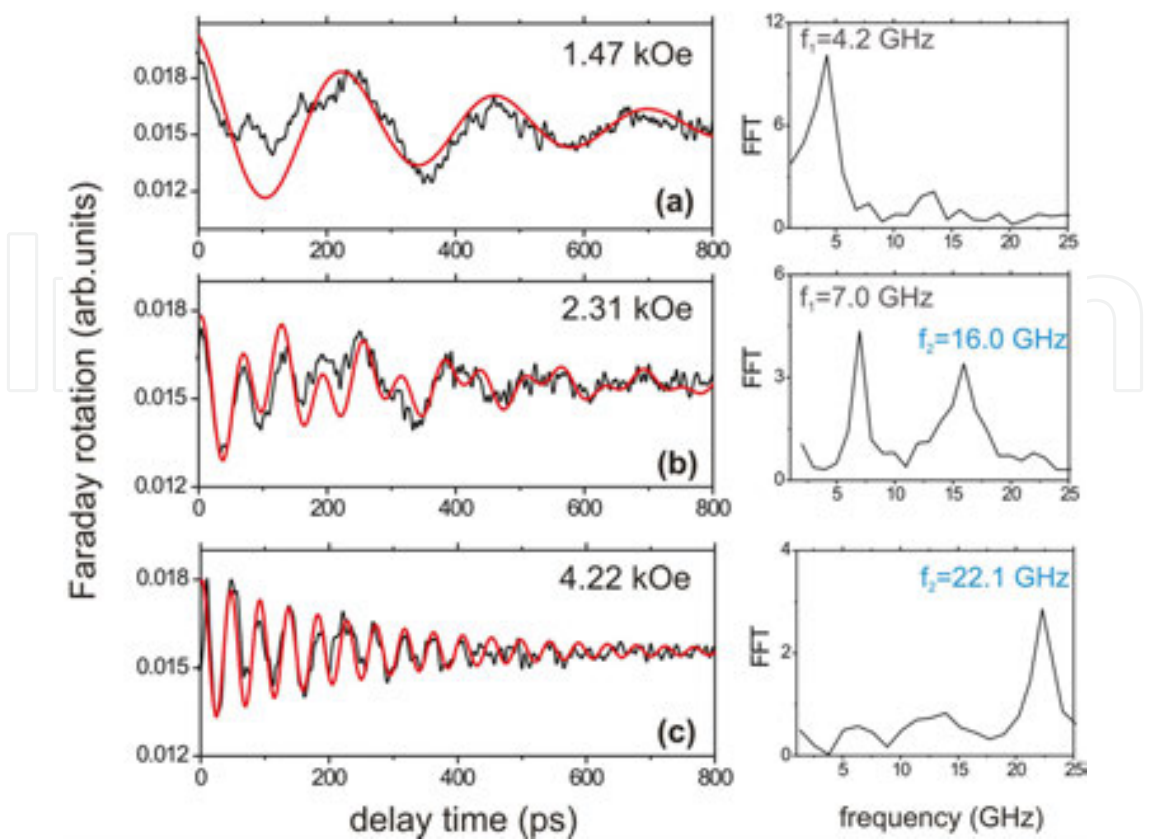 Faraday rotation (arb.units)
0.018
0.015
0.012
1.47 kOe
(a)
0 200 400 600 800
12
9
6
3
0
FFT
f₁=4.2 GHz
5 10 15 20 25
0.018
0.015
0.012
2.31 kOe
(b)
0 200 400 600 800
6
3
0
FFT
f₁=7.0 GHz
f₂=16.0 GHz
5 10 15 20 25
0.018
0.015
0.012
4.22 kOe
(c)
0 200 400 600 800
delay time (ps)
4
2
0
FFT
f₂=22.1 GHz
5 10 15 20 25
frequency (GHz)